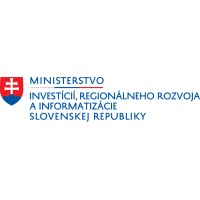 MINISTERSTVO
INVESTÍCIÍ, REGIONÁLNEHO ROZVOJA
A INFORMATIZÁCIE
SLOVENSKEJ REPUBLIKY